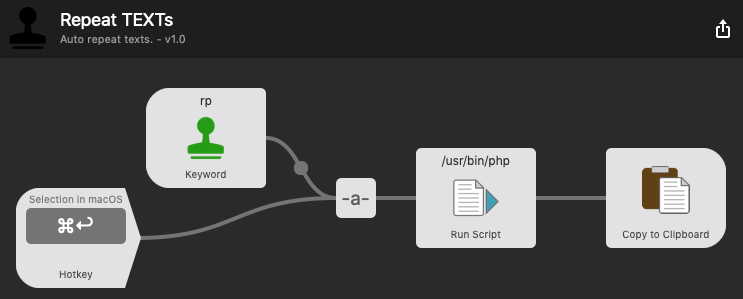 Repeat TEXTs
Auto repeat texts. - v1.0
rp
Keyword
Selection in macOS
⌘↩
Hotkey
-a-
/usr/bin/php
Run Script
Copy to Clipboard